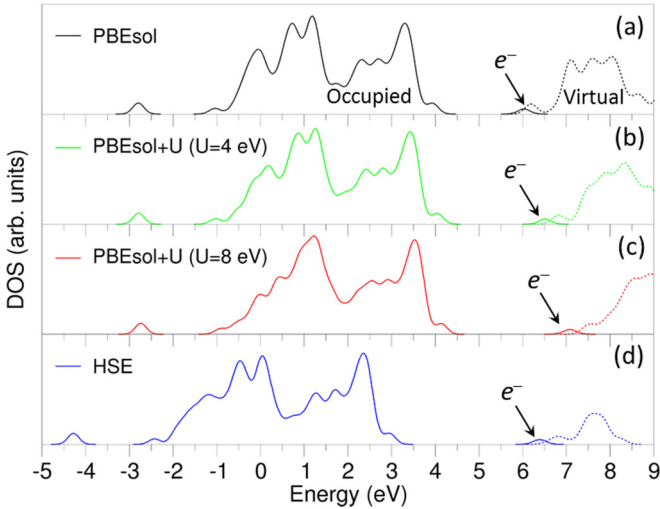 PBEsol
(a)
e⁻
Occupied
Virtual
PBEsol+U (U=4 eV)
(b)
e⁻
PBEsol+U (U=8 eV)
(c)
e⁻
HSE
(d)
e⁻
DOS (arb. units)
-5 -4 -3 -2 -1 0 1 2 3 4 5 6 7 8 9
Energy (eV)